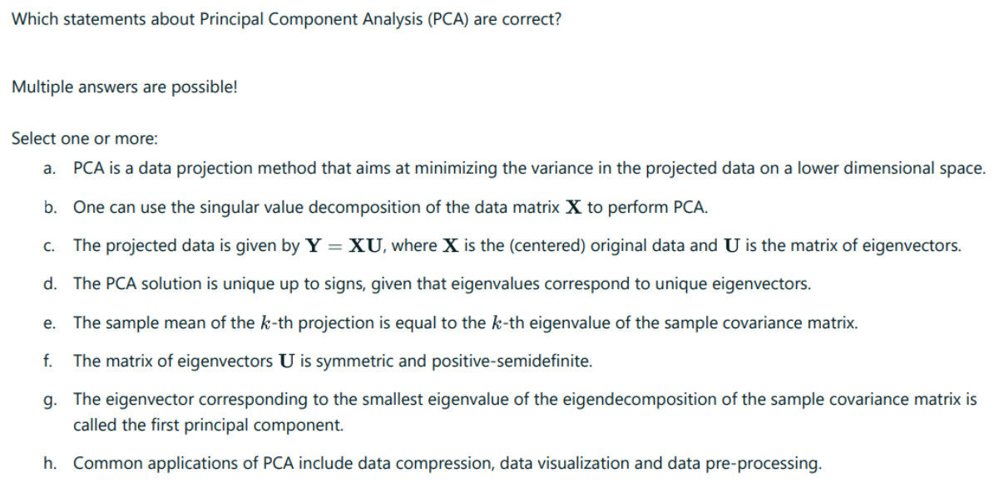 Which statements about Principal Component Analysis (PCA) are correct?
Multiple answers are possible!
Select one or more:
a. PCA is a data projection method that aims at minimizing the variance in the projected data on a lower dimensional space.
b. One can use the singular value decomposition of the data matrix X to perform PCA.
c. The projected data is given by Y = XU, where X is the (centered) original data and U is the matrix of eigenvectors.
d. The PCA solution is unique up to signs, given that eigenvalues correspond to unique eigenvectors.
e. The sample mean of the k-th projection is equal to the k-th eigenvalue of the sample covariance matrix.
f. The matrix of eigenvectors U is symmetric and positive-semidefinite.
g. The eigenvector corresponding to the smallest eigenvalue of the eigendecomposition of the sample covariance matrix is
called the first principal component.
h. Common applications of PCA include data compression, data visualization and data pre-processing.